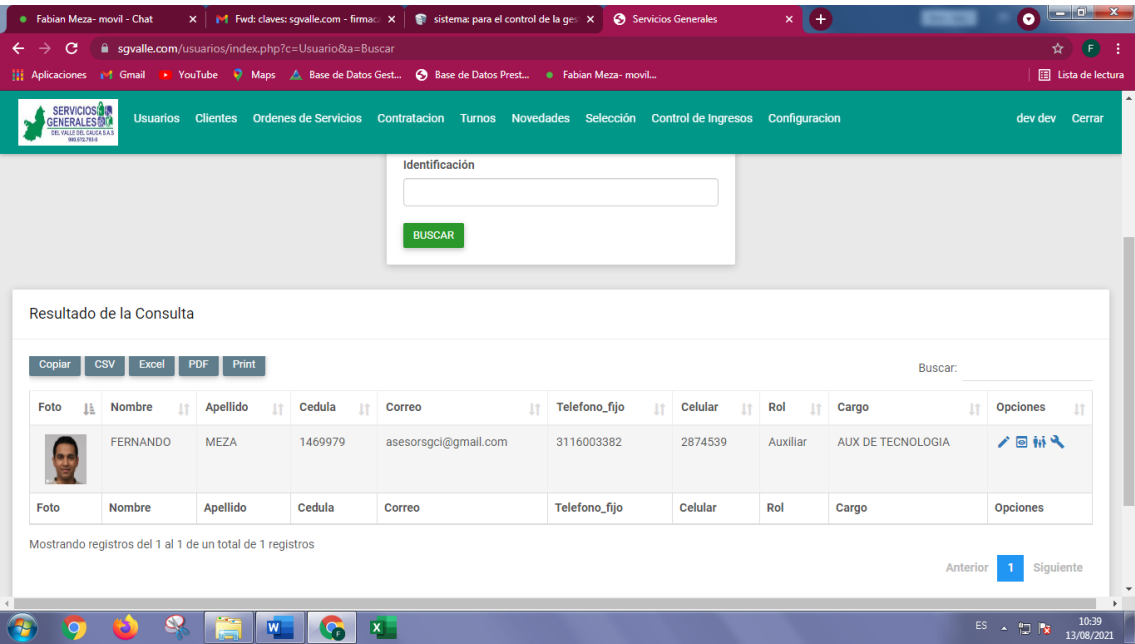 Fabian Meza- movil - Chat
Fwd: claves: sgvalle.com - firmac
sistema: para el control de la ges
Servicios Generales
sgvalle.com/usuarios/index.php?c=Usuario&a=Buscar
F
Aplicaciones Gmail YouTube Maps Base de Datos Gest... Base de Datos Prest... Fabian Meza- movil... Lista de lectura
SERVICIOS
GENERALES
DEL VALLE DEL CAUCA S.A.S
Usuarios Clientes Ordenes de Servicios Contratacion Turnos Novedades Selección Control de Ingresos Configuracion dev dev Cerrar
Identificación
BUSCAR
Resultado de la Consulta
Copiar CSV Excel PDF Print
Buscar:
Foto Nombre Apellido Cedula Correo Telefono_fijo Celular Rol Cargo Opciones
FERNANDO MEZA 1469979 asesorsgci@gmail.com 3116003382 2874539 Auxiliar AUX DE TECNOLOGIA
Foto Nombre Apellido Cedula Correo Telefono_fijo Celular Rol Cargo Opciones
Mostrando registros del 1 al 1 de un total de 1 registros
Anterior 1 Siguiente
ES 10:39
13/08/2021